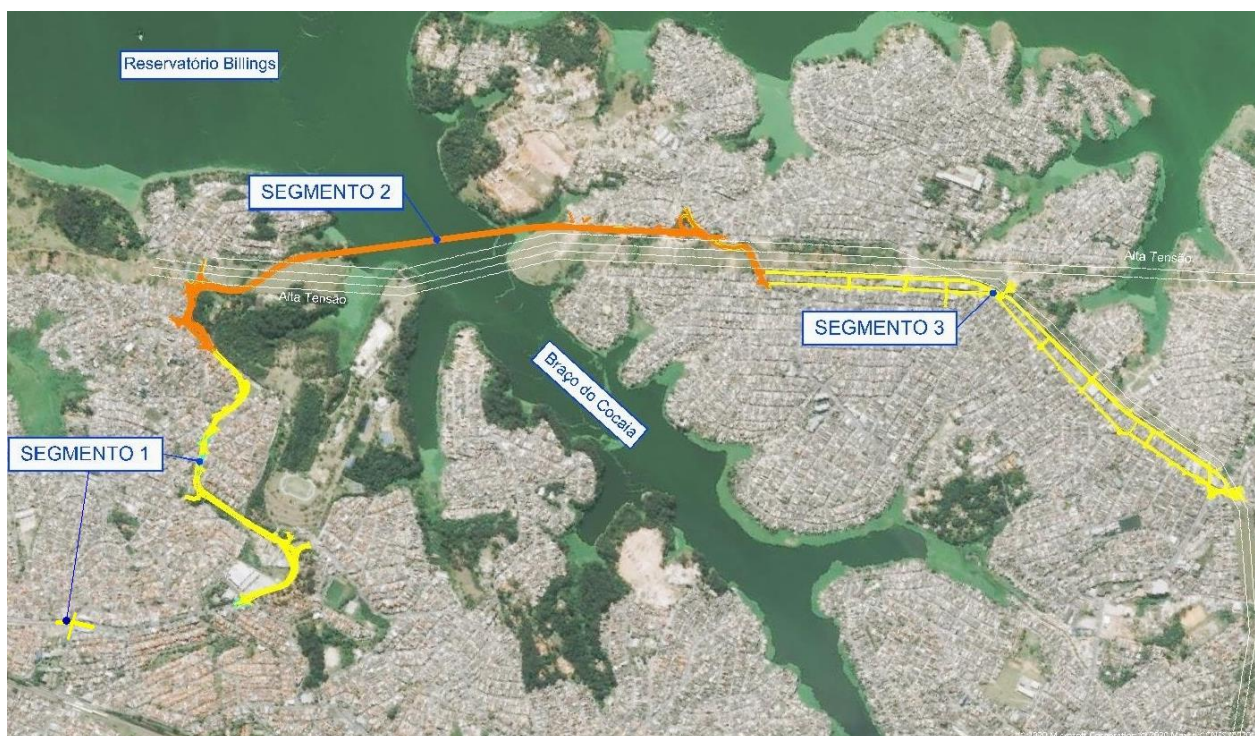 Reservatório Billings
SEGMENTO 2
Alta Tensão
Alta Tensão
SEGMENTO 3
Braço do Cocaia
SEGMENTO 1